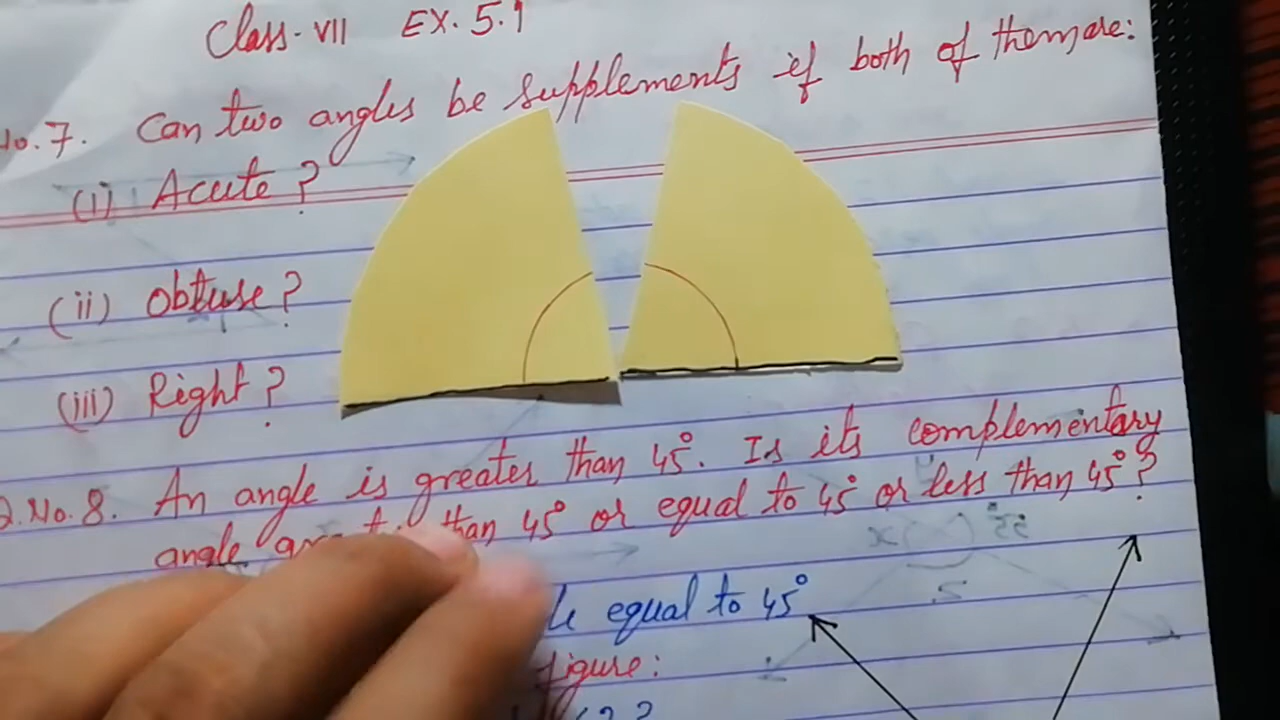 Class-VII EX. 5.1
No. 7. Can two angles be supplements if both of them are:
(i) Acute?
(ii) Obtuse?
(iii) Right?
Q.No. 8. An angle is greater than 45°. Is its complementary
angle than 45° or equal to 45° or less than 45°?
equal to 45°
figure: